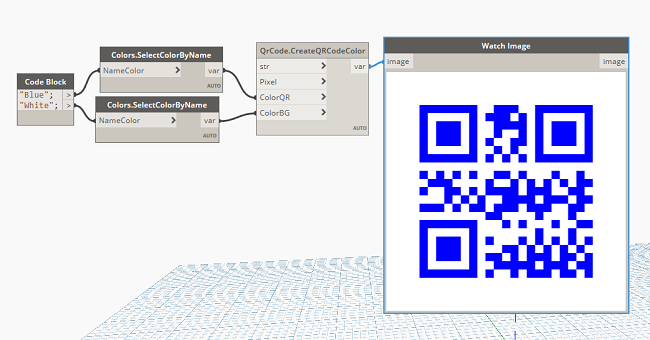 Code Block
"Blue"; >
"White"; >
Colors.SelectColorByName
NameColor > var
AUTO
Colors.SelectColorByName
NameColor > var
AUTO
QrCode.CreateQRCodeColor
str > var
Pixel >
ColorQR >
ColorBG >
AUTO
Watch Image
image image